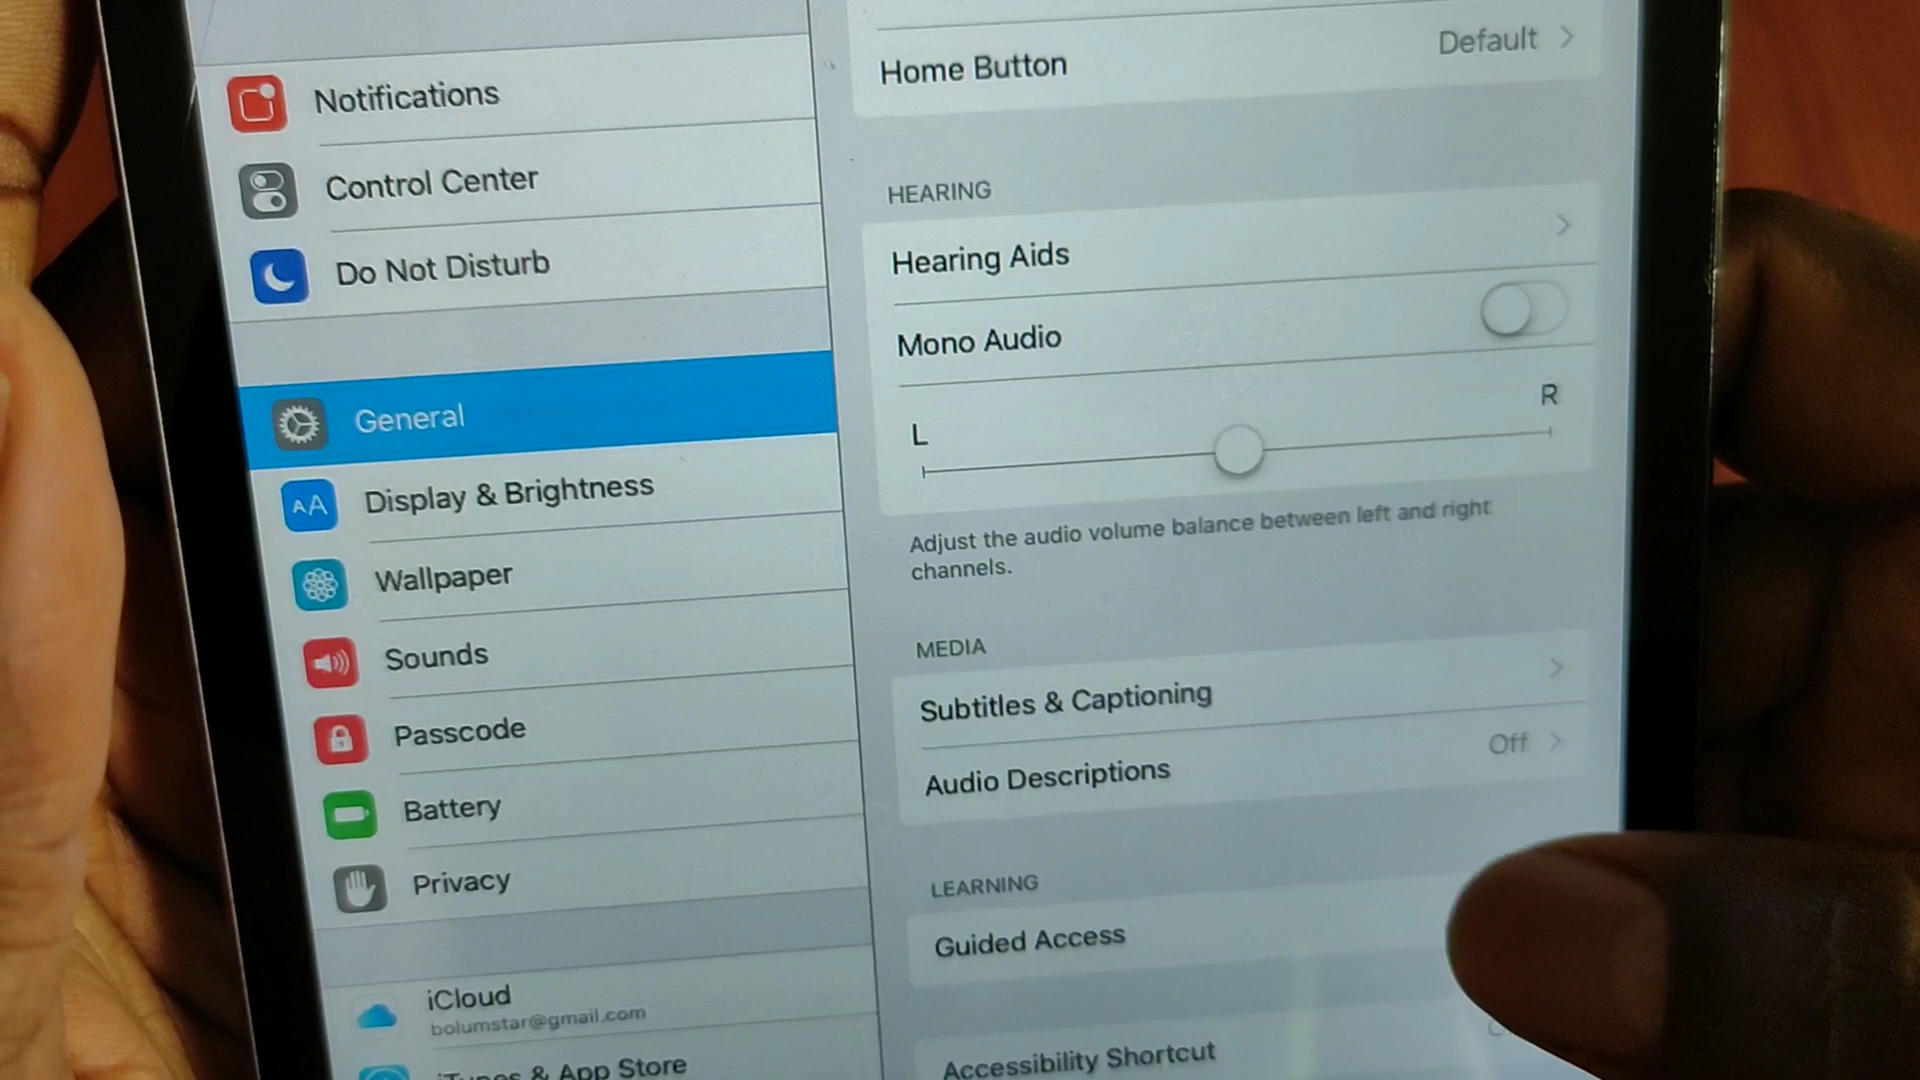 Notifications
Control Center
Do Not Disturb
General
AA Display & Brightness
Wallpaper
Sounds
Passcode
Battery
Privacy
iCloud
bolumstar@gmail.com
iTunes & App Store
Home Button Default
HEARING
Hearing Aids
Mono Audio
L R
Adjust the audio volume balance between left and right
channels.
MEDIA
Subtitles & Captioning
Audio Descriptions Off
LEARNING
Guided Access
Accessibility Shortcut